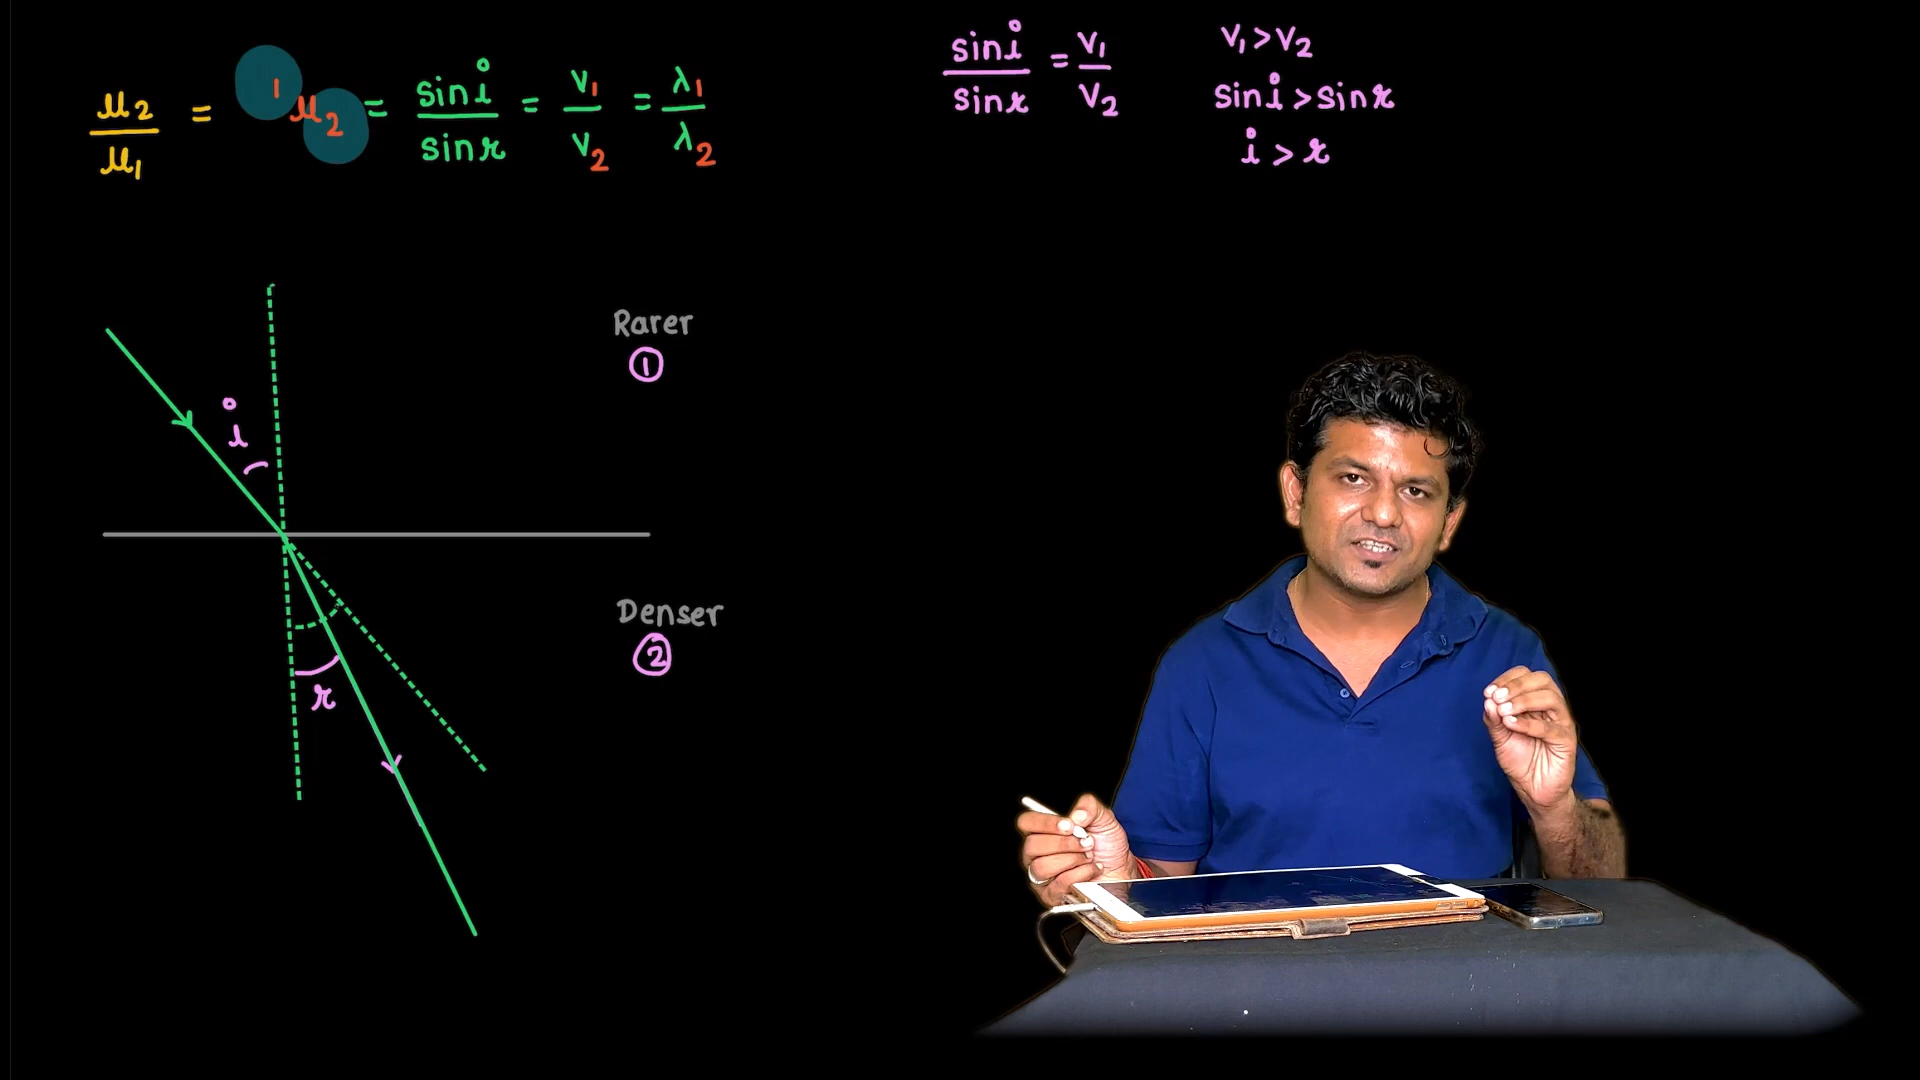 μ2/μ1 = 1μ2 = sin i/sin r = v1/v2 = λ1/λ2
sin i/sin r = v1/v2
v1 > v2
sin i > sin r
i > r
Rarer
1
i
Denser
2
r